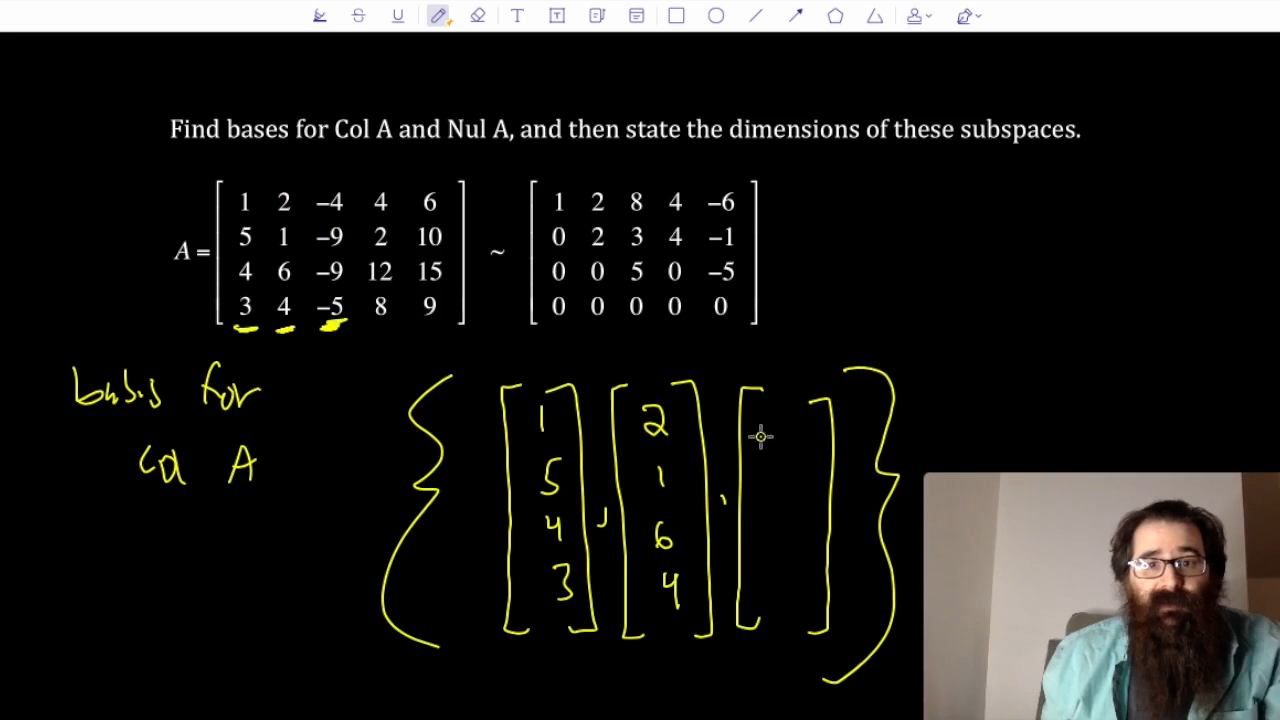 Find bases for Col A and Nul A, and then state the dimensions of these subspaces.
A = [ 1 2 −4 4 6 ] ~ [ 1 2 8 4 −6 ]
5 1 −9 2 10 0 2 3 4 −1
4 6 −9 12 15 0 0 5 0 −5
3 4 −5 8 9 0 0 0 0 0
basis for
Col A
{ [ 1 ] , [ 2 ] , [ ] }
5 1
4 6
3 4